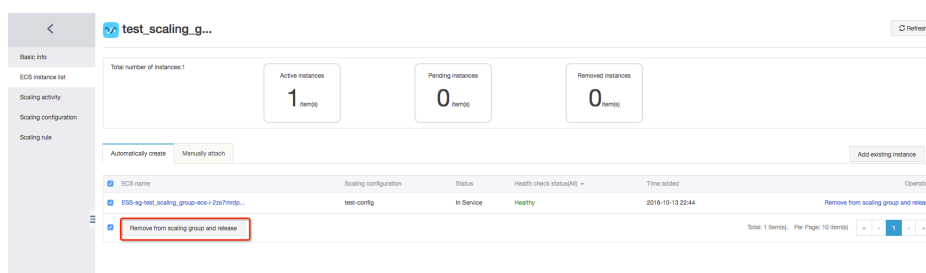 test_scaling_g...
Refresh
Basic info
ECS instance list
Scaling activity
Scaling configuration
Scaling rule
Total number of instances:1
Active instances
1 item(s)
Pending instances
0 item(s)
Removed instances
0 item(s)
Automatically create
Manually attach
Add existing instance
ECS name
Scaling configuration
Status
Health check status(All)
Time added
Operatio
ESS-sg-test_scaling_group-ecs-i-2ze7mrdp...
test-config
In Service
Healthy
2016-10-13 22:44
Remove from scaling group and relea
Remove from scaling group and release
Total: 1 item(s), Per Page: 10 item(s)
« ‹ 1 › »